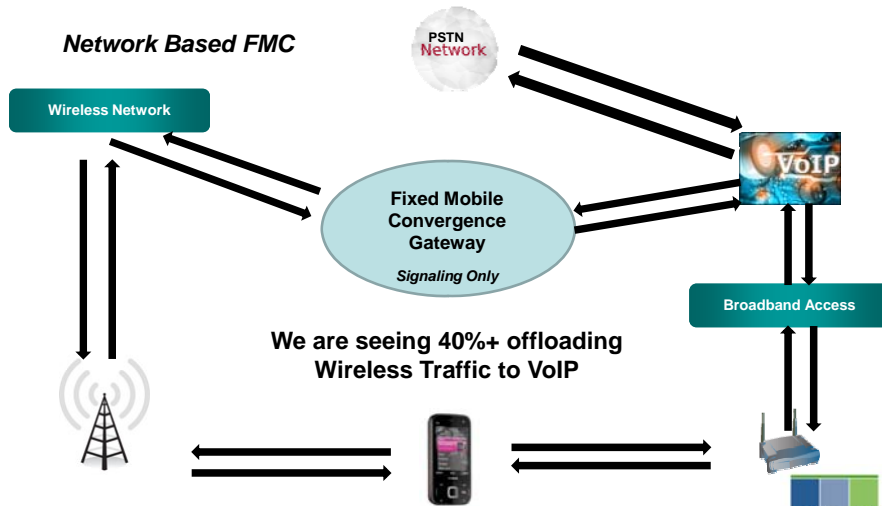 Network Based FMC
PSTN
Network
Wireless Network
VoIP
Fixed Mobile
Convergence
Gateway
Signaling Only
Broadband Access
We are seeing 40%+ offloading
Wireless Traffic to VoIP